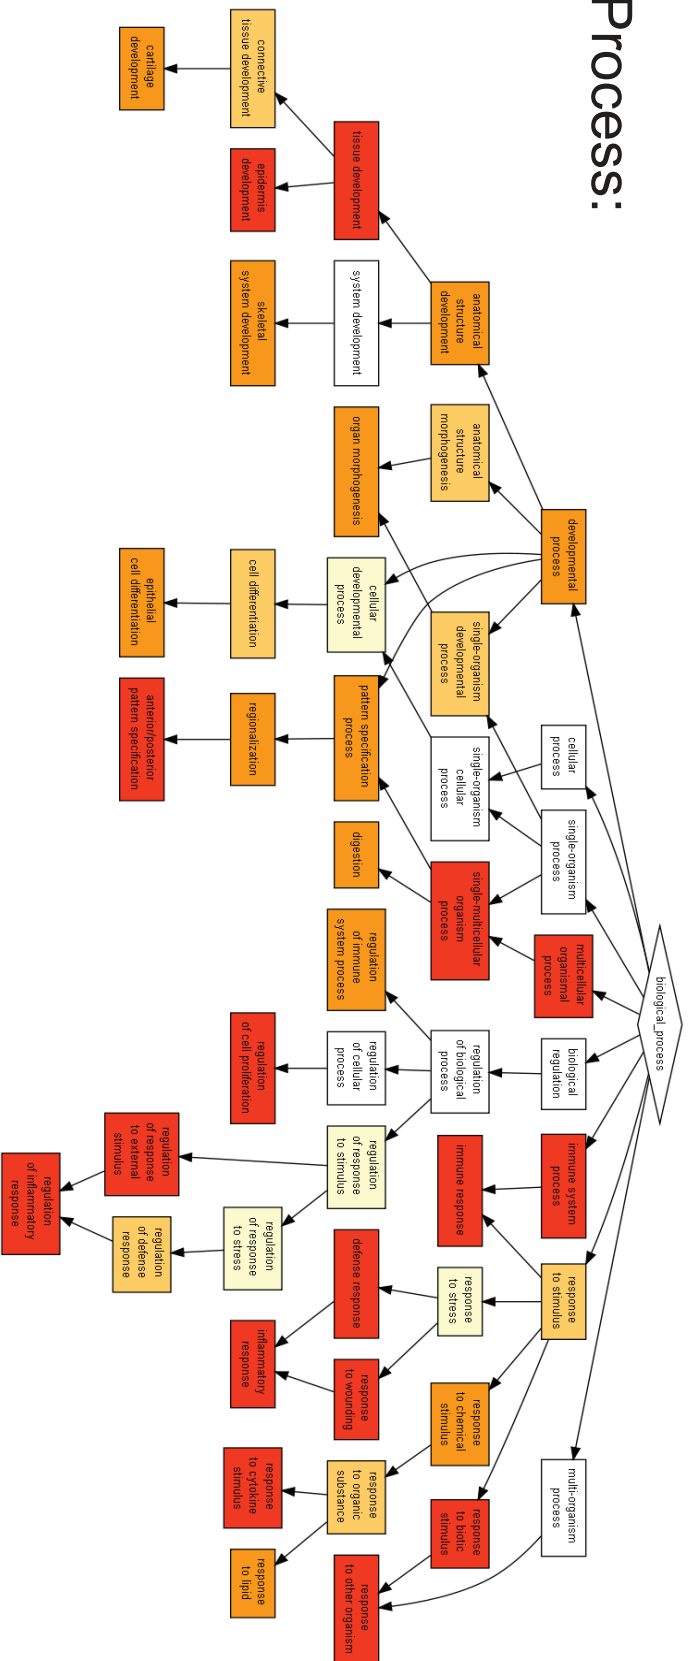 Process:
biological_process
developmental
process
cellular
process
single-organism
process
multicellular
organismal
process
biological
regulation
immune system
process
response
to stimulus
multi-organism
process
anatomical
structure
development
anatomical
structure
morphogenesis
single-organism
developmental
process
single-organism
cellular
process
single-multicellular
organism
process
regulation
of biological
process
immune response
response
to stress
response
to chemical
stimulus
response
to biotic
stimulus
tissue development
system development
organ morphogenesis
cellular
developmental
process
pattern specification
process
digestion
regulation
of immune
system process
regulation
of cellular
process
regulation
of response
to stimulus
defense response
response
to wounding
response
to organic
substance
response
to other organism
connective
tissue development
epidermis
development
skeletal
system development
cell differentiation
regionalization
regulation
of cell proliferation
regulation
of response
to stress
inflammatory
response
response
to cytokine
stimulus
response
to lipid
cartilage
development
epithelial
cell differentiation
anterior/posterior
pattern specification
regulation
of response
to external
stimulus
regulation
of defense
response
regulation
of inflammatory
response